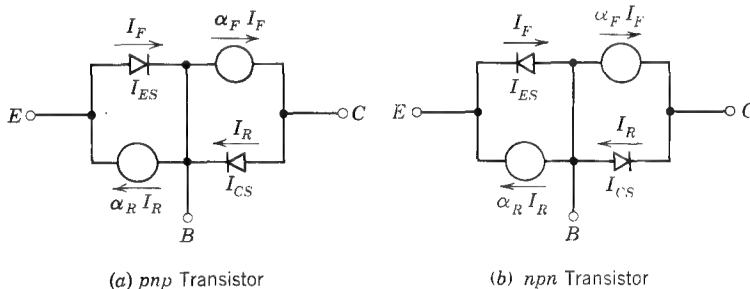 I_F
α_F I_F
I_ES
E
C
I_R
α_R I_R
I_CS
B
(a) pnp Transistor
I_F
α_F I_F
I_ES
E
C
I_R
α_R I_R
I_CS
B
(b) npn Transistor